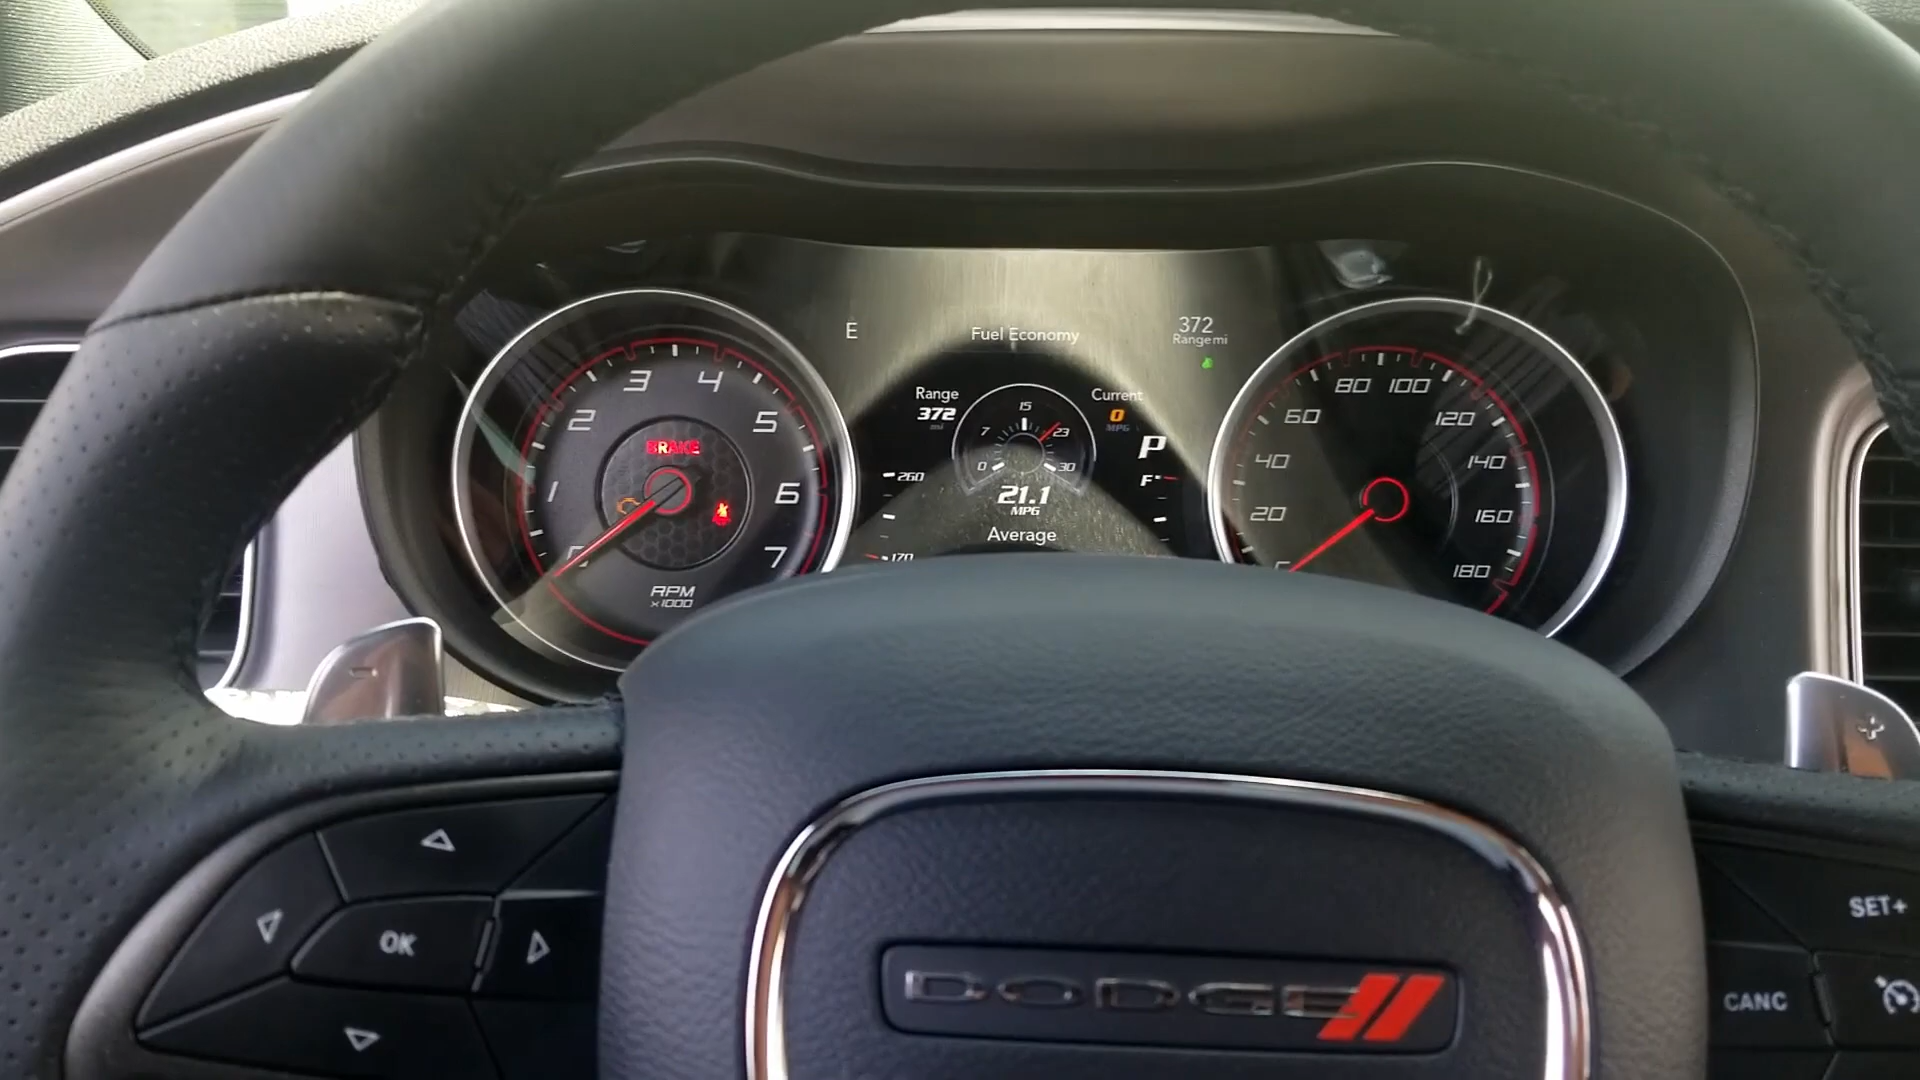 E
Fuel Economy
372
Range mi
Range
372
mi
Current
0
MPG
0
7
15
23
30
21.1
MPG
Average
P
F
260
170
1
2
3
4
5
6
7
BRAKE
RPM
x1000
20
40
60
80
100
120
140
160
180
-
+
OK
SET+
CANC
DODGE